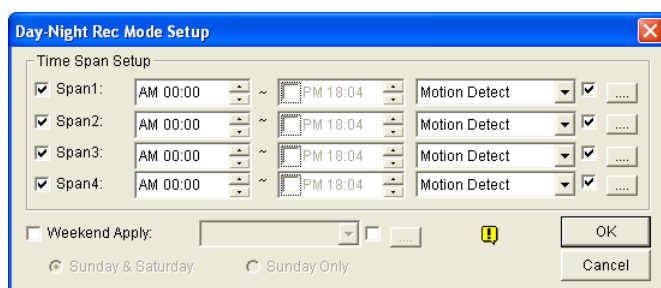 Day-Night Rec Mode Setup
Time Span Setup
Span1: AM 00:00 ~ PM 18:04 Motion Detect ....
Span2: AM 00:00 ~ PM 18:04 Motion Detect ....
Span3: AM 00:00 ~ PM 18:04 Motion Detect ....
Span4: AM 00:00 ~ PM 18:04 Motion Detect ....
Weekend Apply: .... ! OK
Sunday & Saturday Sunday Only Cancel